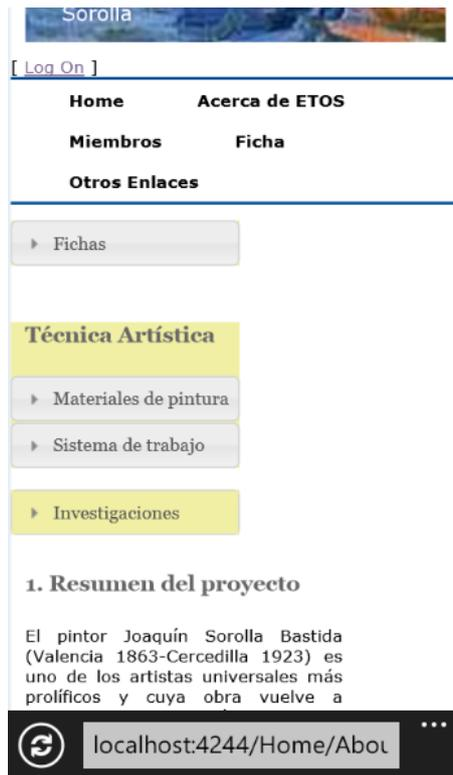 Sorolla
[ Log On ]
Home Acerca de ETOS
Miembros Ficha
Otros Enlaces
Fichas
Técnica Artística
Materiales de pintura
Sistema de trabajo
Investigaciones
1. Resumen del proyecto
El pintor Joaquín Sorolla Bastida
(Valencia 1863-Cercedilla 1923) es
uno de los artistas universales más
prolíficos y cuya obra vuelve a
localhost:4244/Home/Abou